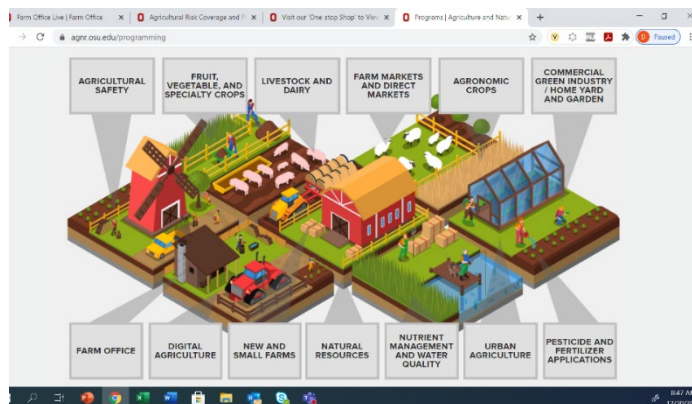 Farm Office Live | Farm Office
Agricultural Risk Coverage and P
Visit our 'One stop Shop' to View
Programs | Agriculture and Natu
agnr.osu.edu/programming
Paused
AGRICULTURAL
SAFETY
FRUIT,
VEGETABLE, AND
SPECIALTY CROPS
LIVESTOCK AND
DAIRY
FARM MARKETS
AND DIRECT
MARKETS
AGRONOMIC
CROPS
COMMERCIAL
GREEN INDUSTRY
/ HOME YARD
AND GARDEN
FARM OFFICE
DIGITAL
AGRICULTURE
NEW AND
SMALL FARMS
NATURAL
RESOURCES
NUTRIENT
MANAGEMENT
AND WATER
QUALITY
URBAN
AGRICULTURE
PESTICIDE AND
FERTILIZER
APPLICATIONS
8:47 AM